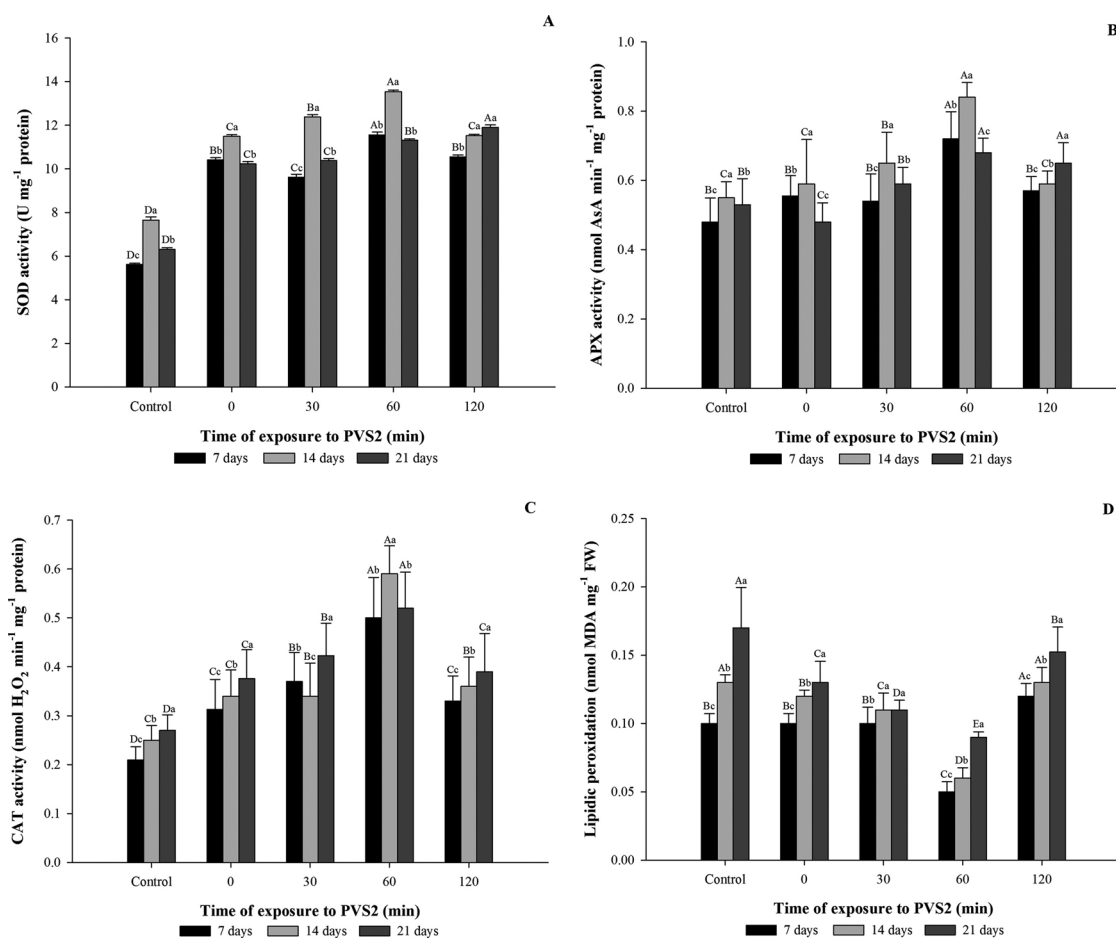 A
SOD activity (U mg⁻¹ protein)
16
14
12
10
8
6
4
2
0
Dc Da Db
Bb Ca Cb
Cc Ba Cb
Ab Aa Bb
Bb Ca Aa
Control 0 30 60 120
Time of exposure to PVS2 (min)
7 days 14 days 21 days
B
APX activity (nmol AsA min⁻¹ mg⁻¹ protein)
1.0
0.8
0.6
0.4
0.2
0.0
Bc Ca Bb
Bb Ca Cc
Bc Ba Bb
Ab Aa Ac
Bc Cb Aa
Control 0 30 60 120
Time of exposure to PVS2 (min)
7 days 14 days 21 days
C
CAT activity (nmol H₂O₂ min⁻¹ mg⁻¹ protein)
0.7
0.6
0.5
0.4
0.3
0.2
0.1
0.0
Dc Cb Da
Cc Cb Ca
Bb Bc Ba
Ab Aa Ab
Cc Bb Ca
Control 0 30 60 120
Time of exposure to PVS2 (min)
7 days 14 days 21 days
D
Lipidic peroxidation (nmol MDA mg⁻¹ FW)
0.25
0.20
0.15
0.10
0.05
0.00
Bc Ab Aa
Bc Bb Ca
Bb Ca Da
Cc Db Ea
Ac Ab Ba
Control 0 30 60 120
Time of exposure to PVS2 (min)
7 days 14 days 21 days